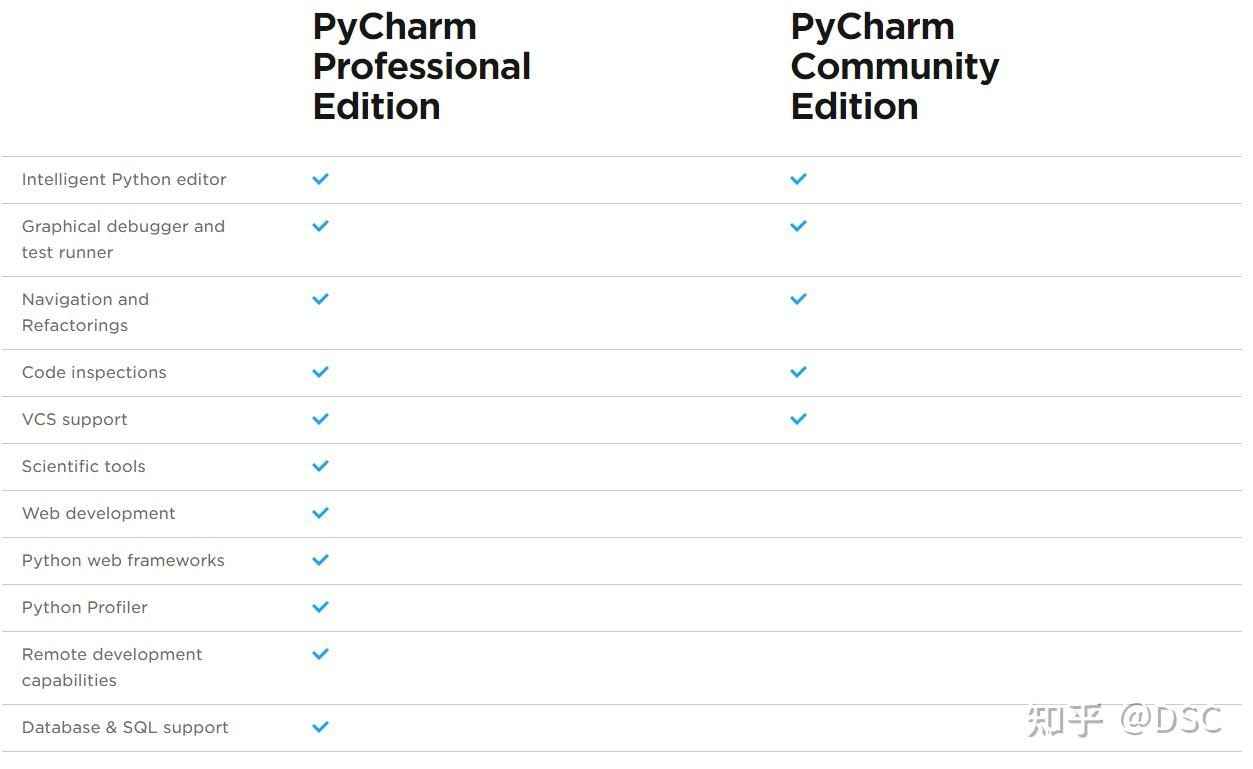 PyCharm
Professional
Edition
PyCharm
Community
Edition
Intelligent Python editor
Graphical debugger and
test runner
Navigation and
Refactorings
Code inspections
VCS support
Scientific tools
Web development
Python web frameworks
Python Profiler
Remote development
capabilities
Database & SQL support
知乎 @DSC